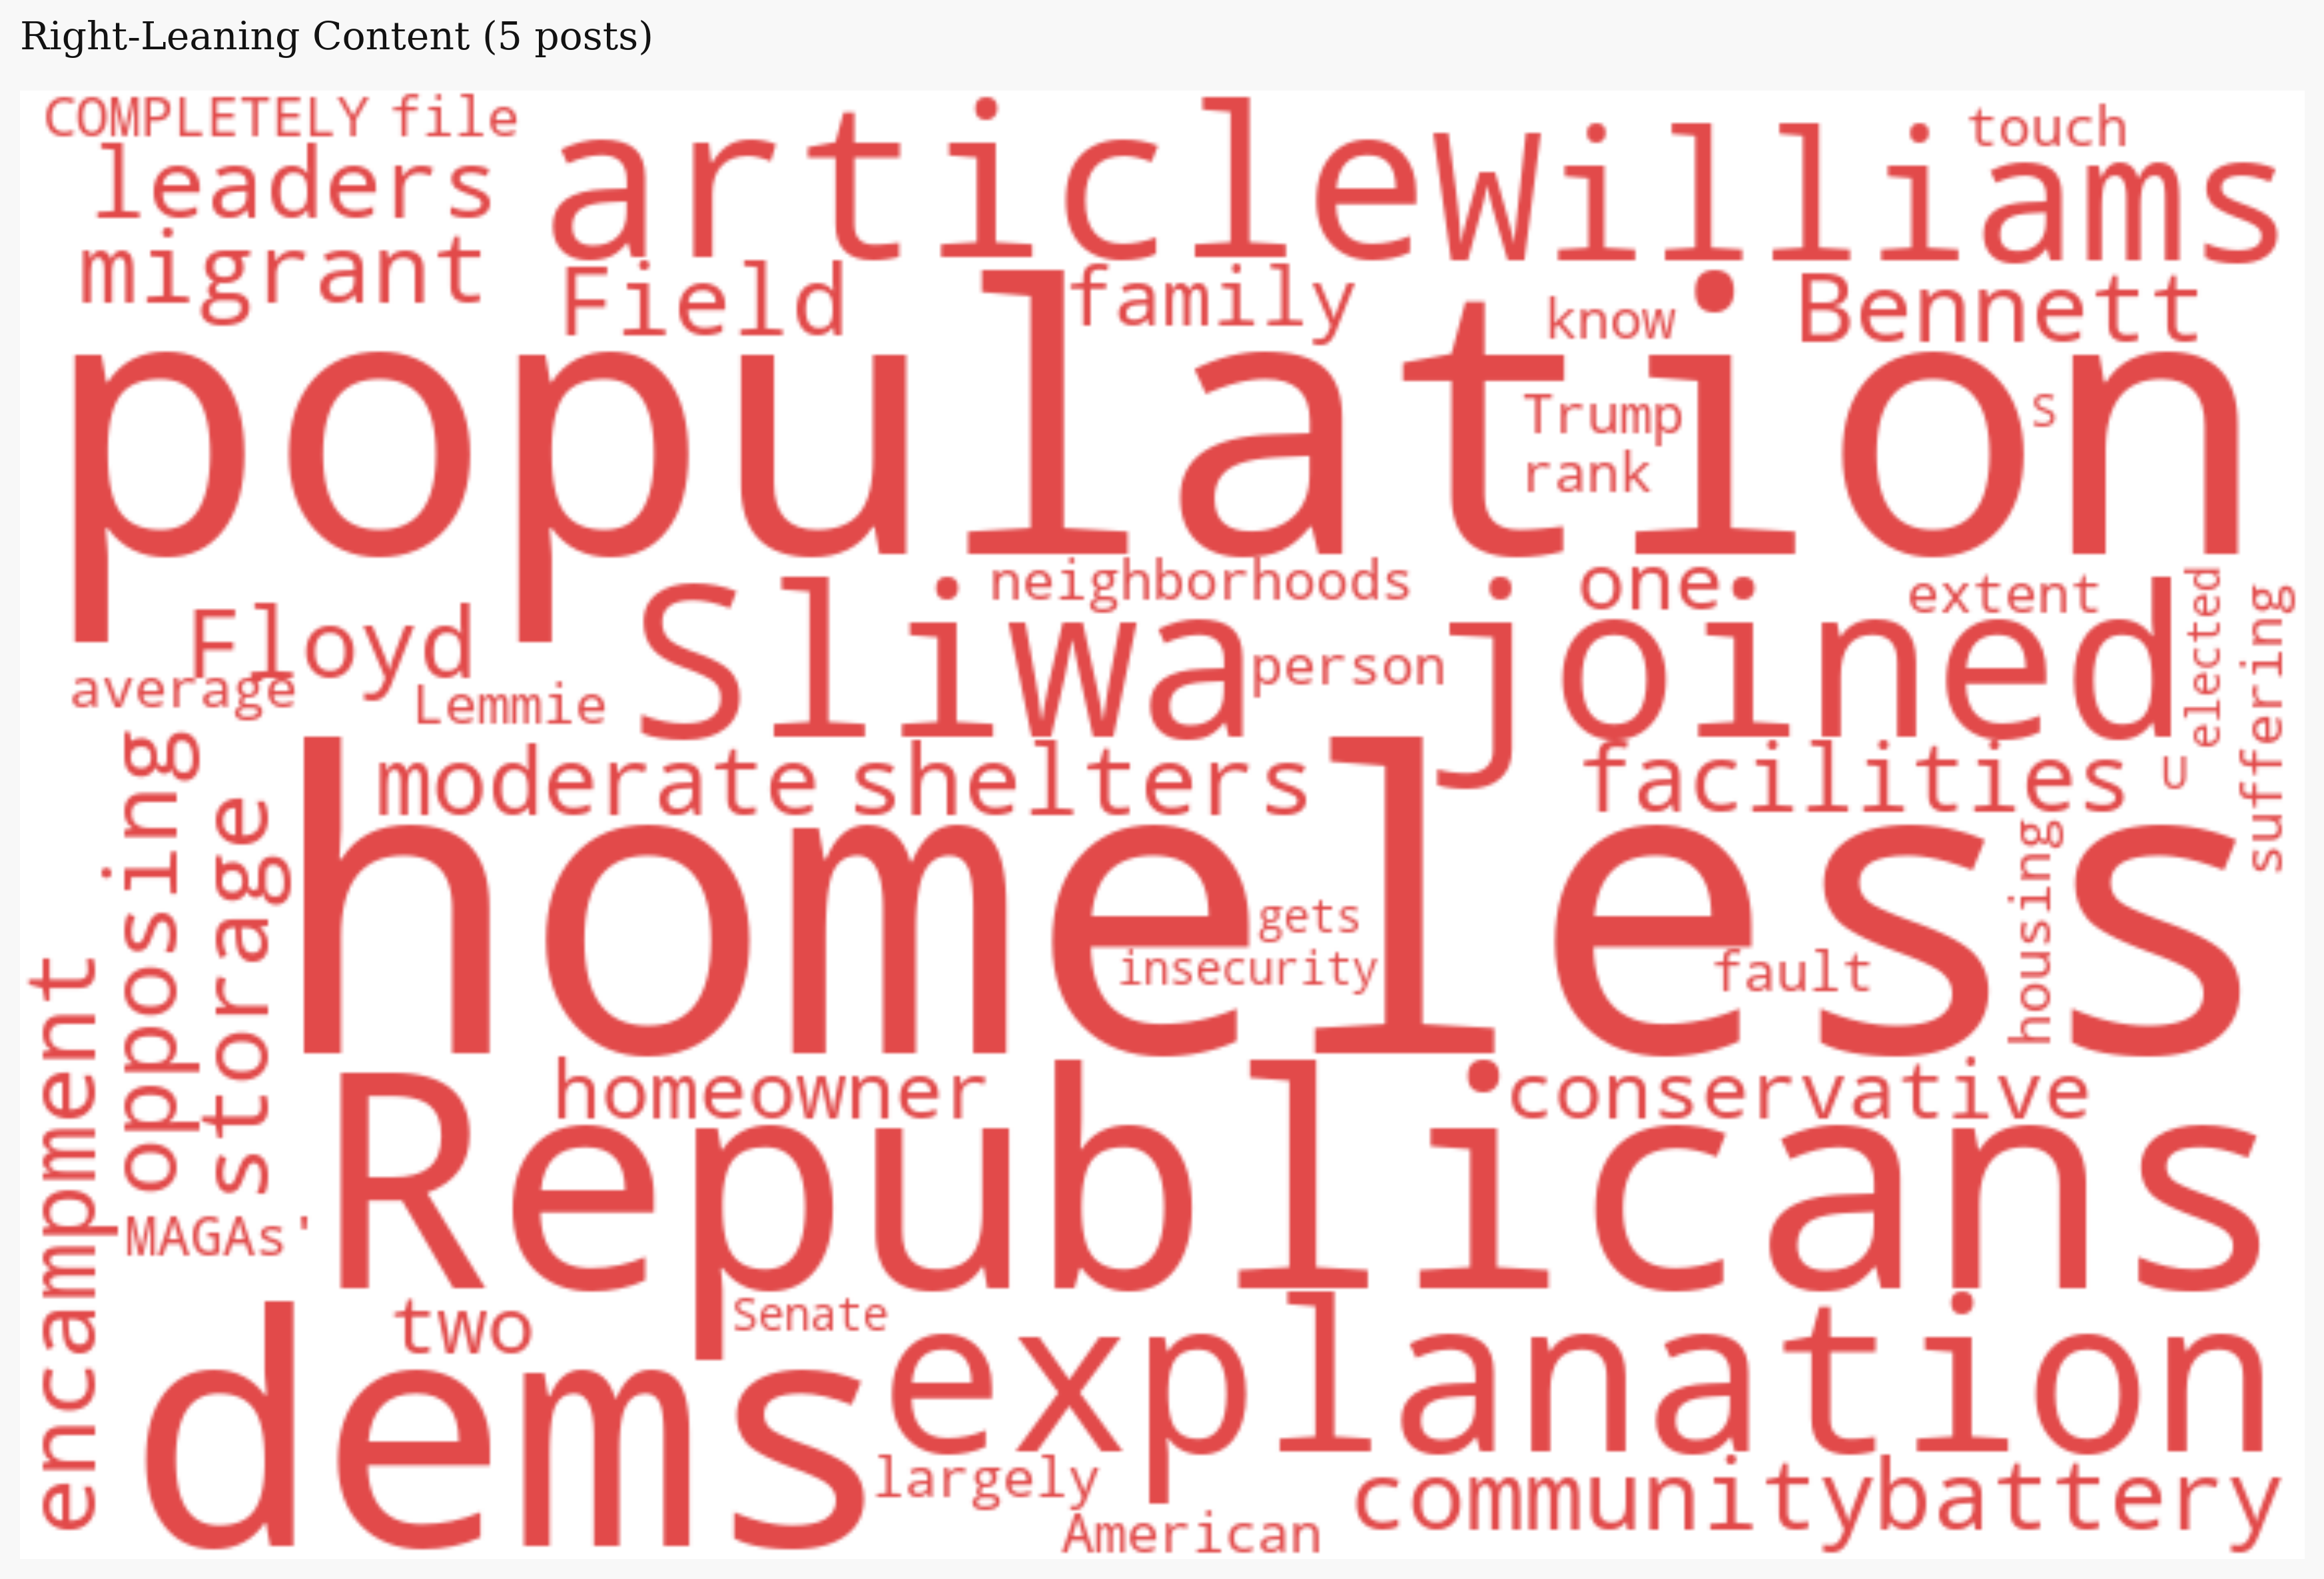 Right-Leaning Content (5 posts)
COMPLETELY file
touch
leaders
article
Williams
migrant
Field
family
know
Bennett
population
Trump
s
rank
neighborhoods
one
extent
elected
suffering
Floyd
Sliwa
person
joined
average
Lemmie
moderate
shelters
facilities
U
opposing
storage
homeless
gets
insecurity
fault
housing
encampment
homeowner
conservative
Republicans
MAGAs'
two
Senate
explanation
dems
largely
community
battery
American